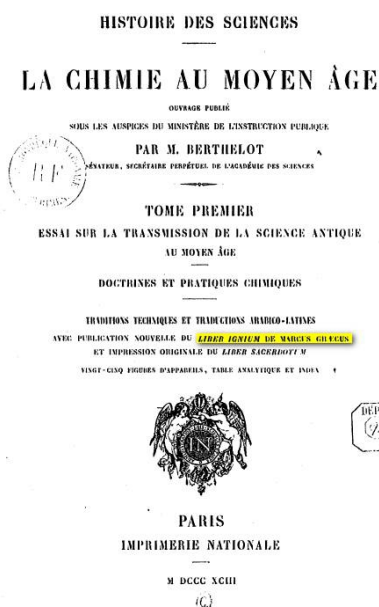 HISTOIRE DES SCIENCES
LA CHIMIE AU MOYEN ÂGE
OUVRAGE PUBLIÉ
SOUS LES AUSPICES DU MINISTÈRE DE L'INSTRUCTION PUBLIQUE
PAR M. BERTHELOT
SÉNATEUR, SECRÉTAIRE PERPÉTUEL DE L'ACADÉMIE DES SCIENCES
TOME PREMIER
ESSAI SUR LA TRANSMISSION DE LA SCIENCE ANTIQUE
AU MOYEN ÂGE
DOCTRINES ET PRATIQUES CHIMIQUES
TRADITIONS TECHNIQUES ET TRADUCTIONS ARABICO-LATINES
AVEC PUBLICATION NOUVELLE DU LIBER IGNIUM DE MARCUS GRÆCUS
ET IMPRESSION ORIGINALE DU LIBER SACERDOTUM
VINGT-CINQ FIGURES D'APPAREILS, TABLE ANALYTIQUE ET INDEX
IN
PARIS
IMPRIMERIE NATIONALE
M DCCC XCIII
(C)
R F
DÉP